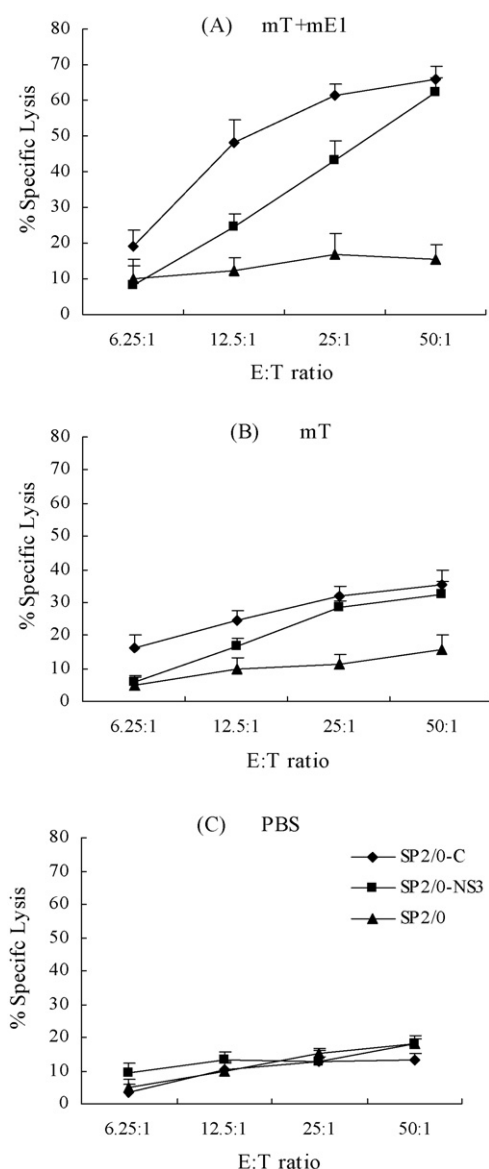 (A) mT+mE1
80
70
60
50
40
30
20
10
0
% Specific Lysis
6.25:1 12.5:1 25:1 50:1
E:T ratio
(B) mT
80
70
60
50
40
30
20
10
0
% Specific Lysis
6.25:1 12.5:1 25:1 50:1
E:T ratio
(C) PBS
80
70
60
50
40
30
20
10
0
% Specifc Lysis
SP2/0-C
SP2/0-NS3
SP2/0
6.25:1 12.5:1 25:1 50:1
E:T ratio